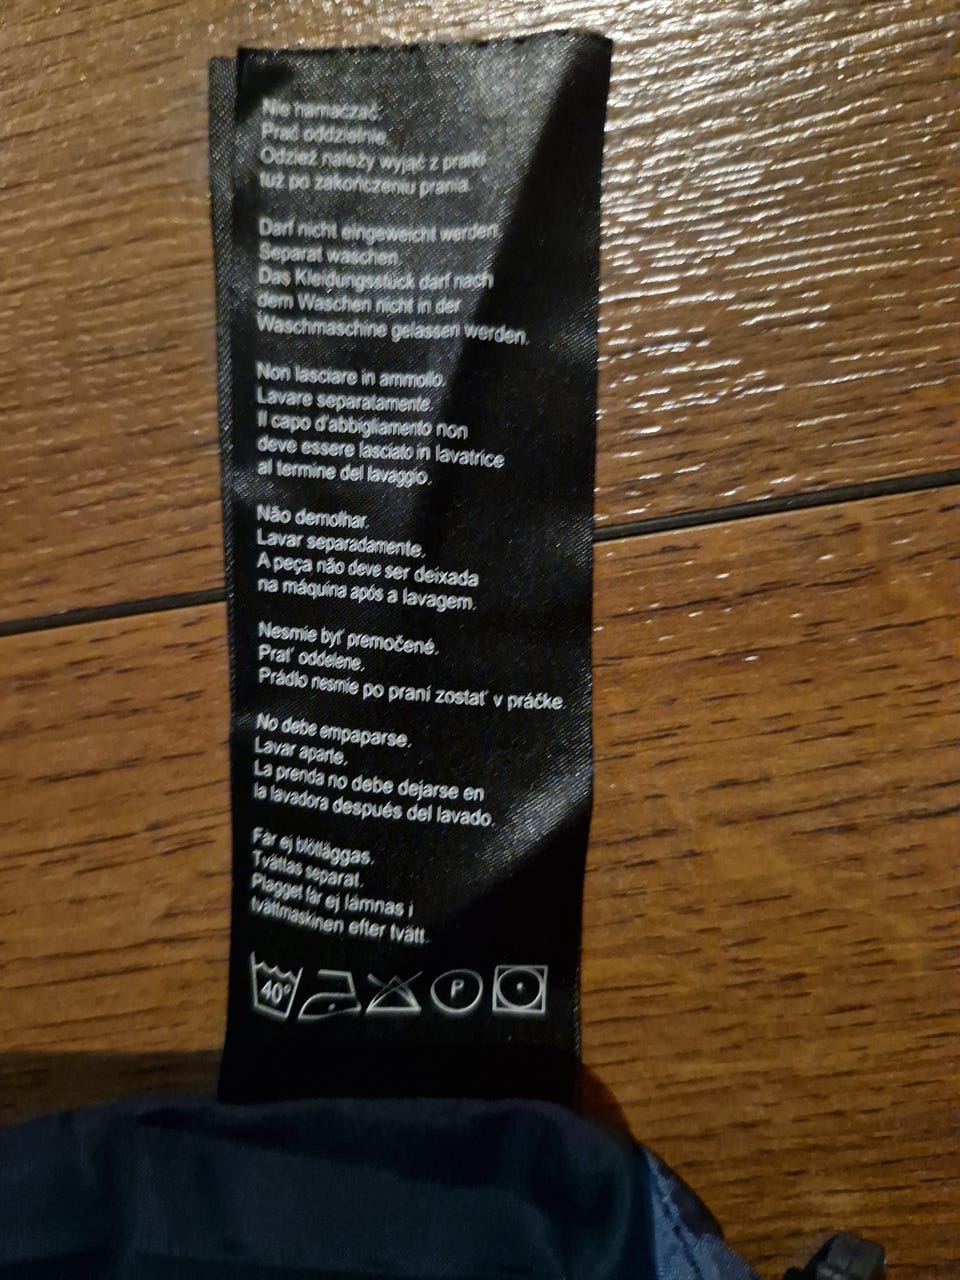 Nie namaczać.
Prać oddzielnie.
Odzież należy wyjąć z pralki
tuż po zakończeniu prania.
Darf nicht eingeweicht werden.
Separat waschen.
Das Kleidungsstück darf nach
dem Waschen nicht in der
Waschmaschine gelassen werden.
Non lasciare in ammollo.
Lavare separatamente.
Il capo d'abbigliamento non
deve essere lasciato in lavatrice
al termine del lavaggio.
Não demolhar.
Lavar separadamente.
A peça não deve ser deixada
na máquina após a lavagem.
Nesmie byť premočené.
Prať oddelene.
Prádlo nesmie po praní zostať v práčke.
No debe empaparse.
Lavar aparte.
La prenda no debe dejarse en
la lavadora después del lavado.
Får ej blötläggas.
Tvättas separat.
Plagget får ej lämnas i
tvättmaskinen efter tvätt.
40° P